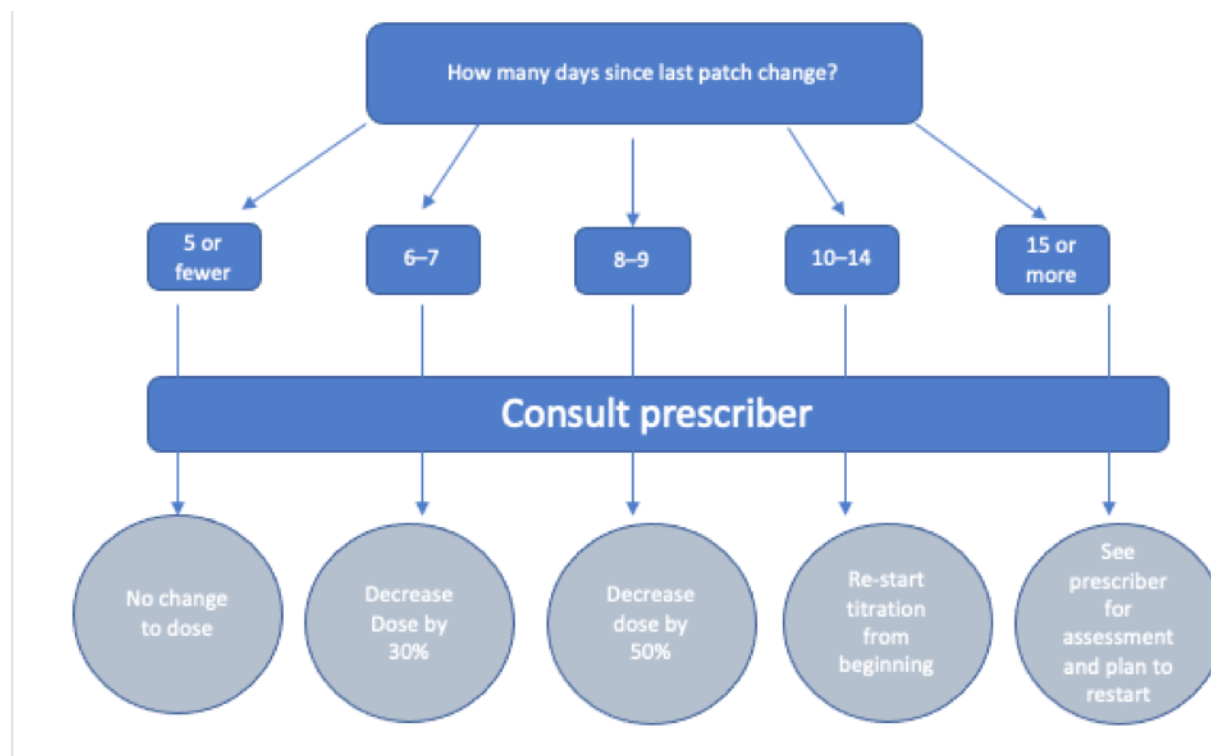 How many days since last patch change?
5 or
fewer
6–7
8–9
10–14
15 or
more
Consult prescriber
No change
to dose
Decrease
Dose by
30%
Decrease
dose by
50%
Re-start
titration
from
beginning
See
prescriber
for
assessment
and plan to
restart